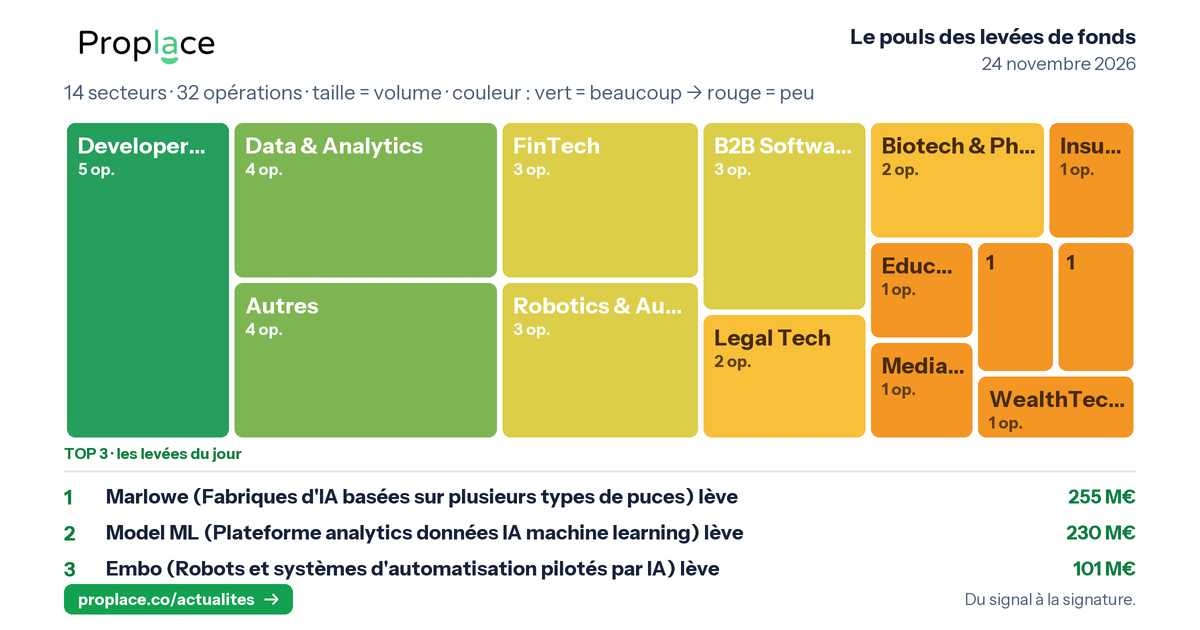 Proplace
Le pouls des levées de fonds
24 novembre 2026
14 secteurs · 32 opérations · taille = volume · couleur : vert = beaucoup → rouge = peu
Developer...
5 op.
Data & Analytics
4 op.
Autres
4 op.
FinTech
3 op.
Robotics & Au...
3 op.
B2B Softwa...
3 op.
Legal Tech
2 op.
Biotech & Ph...
2 op.
Insu...
1 op.
Educ...
1 op.
Media...
1 op.
1
1
WealthTec...
1 op.
TOP 3 · les levées du jour
1 Marlowe (Fabriques d'IA basées sur plusieurs types de puces) lève 255 M€
2 Model ML (Plateforme analytics données IA machine learning) lève 230 M€
3 Embo (Robots et systèmes d'automatisation pilotés par IA) lève 101 M€
proplace.co/actualites →
Du signal à la signature.